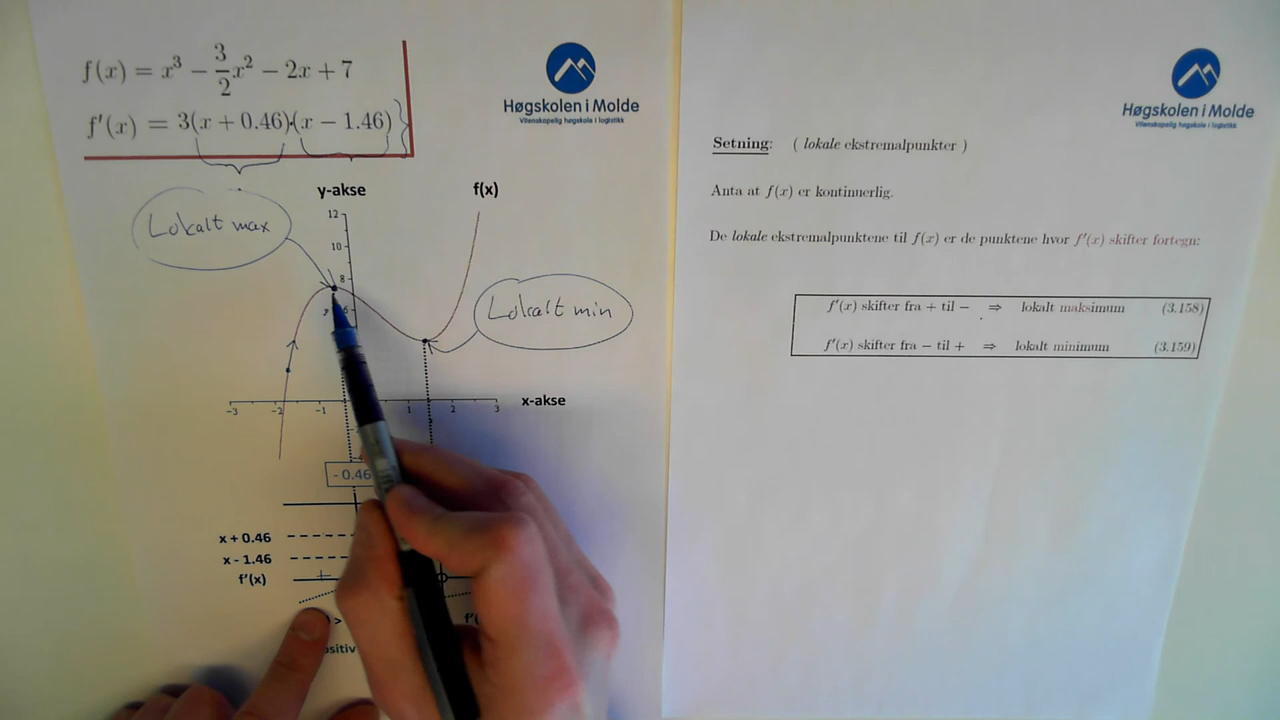 f(x) = x³ − 3/2 x² − 2x + 7
f′(x) = 3(x + 0.46)·(x − 1.46)
Høgskolen i Molde
Vitenskapelig høgskole i logistikk
y-akse
f(x)
Lokalt max
12
10
8
Lokalt min
-3 -2 -1 1 2 3
x-akse
- 0.46
x + 0.46
x - 1.46
f'(x) +
>
f'(
sitiv
Høgskolen i Molde
Vitenskapelig høgskole i logistikk
Setning: ( lokale ekstremalpunkter )
Anta at f(x) er kontinuerlig.
De lokale ekstremalpunktene til f(x) er de punktene hvor f′(x) skifter fortegn:
f′(x) skifter fra + til − ⇒ lokalt maksimum (3.158)
f′(x) skifter fra − til + ⇒ lokalt minimum (3.159)